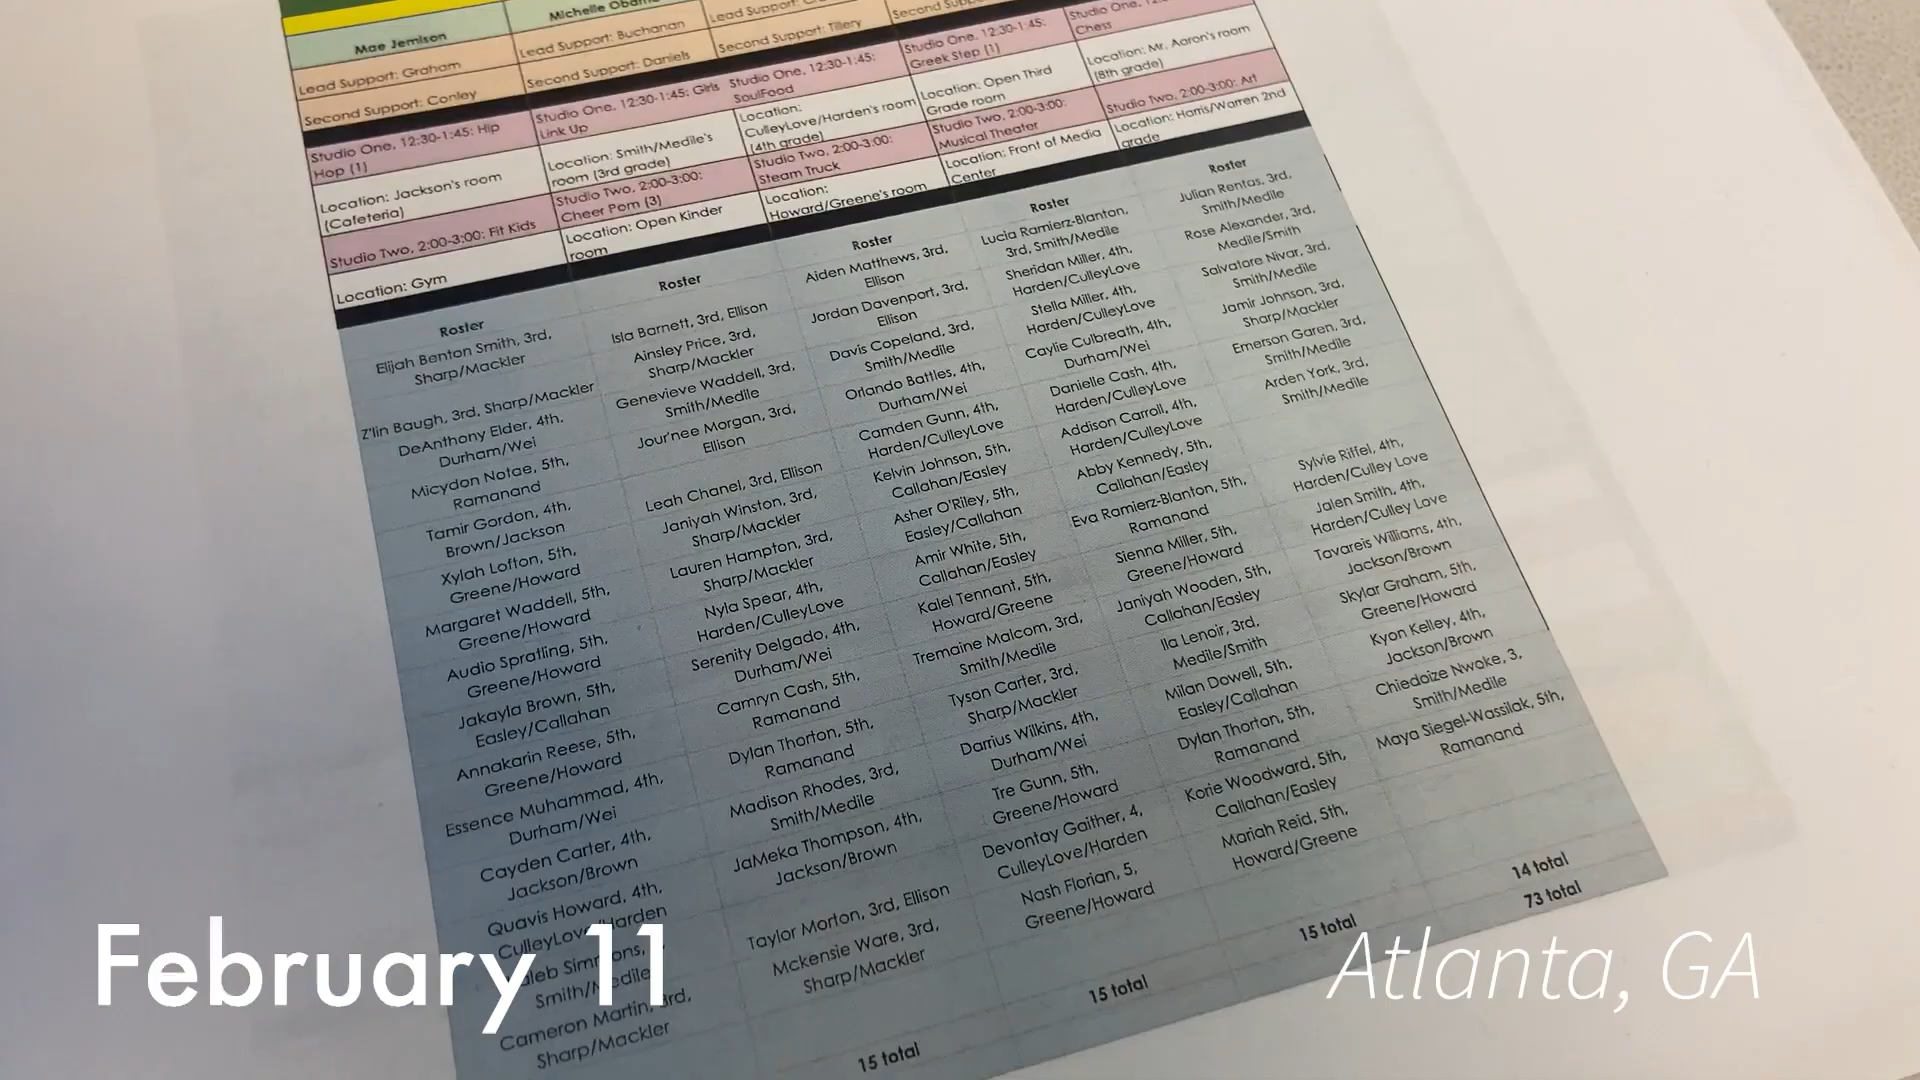 Mae Jemison
Lead Support: Graham
Second Support: Conley
Studio One, 12:30-1:45: Hip
Hop (1)
Location: Jackson's room
(Cafeteria)
Studio Two, 2:00-3:00: Fit Kids
Location: Gym
Roster
Elijah Benton Smith, 3rd,
Sharp/Mackler
Z'lin Baugh, 3rd, Sharp/Mackler
DeAnthony Elder, 4th,
Durham/Wei
Micydon Notae, 5th,
Ramanand
Tamir Gordon, 4th,
Brown/Jackson
Xylah Lofton, 5th,
Greene/Howard
Margaret Waddell, 5th,
Greene/Howard
Audio Spratling, 5th,
Greene/Howard
Jakayla Brown, 5th,
Easley/Callahan
Annakarin Reese, 5th,
Greene/Howard
Essence Muhammad, 4th,
Durham/Wei
Cayden Carter, 4th,
Jackson/Brown
Quavis Howard, 4th,
CulleyLove/Harden
Smith/Medile
Cameron Martin, 3rd,
Sharp/Mackler
Michelle
Lead Support: Buchanan
Second Support: Daniels
Studio One, 12:30-1:45: Girls
Link Up
Location: Smith/Medile's
room (3rd grade)
Studio Two, 2:00-3:00:
Cheer Pom (3)
Location: Open Kinder
room
Roster
Isla Barnett, 3rd, Ellison
Ainsley Price, 3rd,
Sharp/Mackler
Genevieve Waddell, 3rd,
Smith/Medile
Jour'nee Morgan, 3rd,
Ellison
Leah Chanel, 3rd, Ellison
Janiyah Winston, 3rd,
Sharp/Mackler
Lauren Hampton, 3rd,
Sharp/Mackler
Nyla Spear, 4th,
Harden/CulleyLove
Serenity Delgado, 4th,
Durham/Wei
Camryn Cash, 5th,
Ramanand
Dylan Thorton, 5th,
Ramanand
Madison Rhodes, 3rd,
Smith/Medile
JaMeka Thompson, 4th,
Jackson/Brown
Taylor Morton, 3rd, Ellison
Mckensie Ware, 3rd,
Sharp/Mackler
15 total
Lead Support:
Second Support: Tillery
Studio One, 12:30-1:45:
SoulFood
Location:
CulleyLove/Harden's room
(4th grade)
Studio Two, 2:00-3:00:
Steam Truck
Location:
Howard/Greene's room
Roster
Aiden Matthews, 3rd,
Ellison
Jordan Davenport, 3rd,
Ellison
Davis Copeland, 3rd,
Smith/Medile
Orlando Battles, 4th,
Durham/Wei
Camden Gunn, 4th,
Harden/CulleyLove
Kelvin Johnson, 5th,
Callahan/Easley
Asher O'Riley, 5th,
Easley/Callahan
Amir White, 5th,
Callahan/Easley
Kalel Tennant, 5th,
Howard/Greene
Tremaine Malcom, 3rd,
Smith/Medile
Tyson Carter, 3rd,
Sharp/Mackler
Darrius Wilkins, 4th,
Durham/Wei
Tre Gunn, 5th,
Greene/Howard
Devontay Gaither, 4,
CulleyLove/Harden
Nash Florian, 5,
Greene/Howard
15 total
Second
Studio One, 12:30-1:45:
Greek Step (1)
Location: Open Third
Grade room
Studio Two, 2:00-3:00:
Musical Theater
Location: Front of Media
Center
Roster
Lucia Ramierz-Blanton,
3rd, Smith/Medile
Sheridan Miller, 4th,
Harden/CulleyLove
Stella Miller, 4th,
Harden/CulleyLove
Caylie Culbreath, 4th,
Durham/Wei
Danielle Cash, 4th,
Harden/CulleyLove
Addison Carroll, 4th,
Harden/CulleyLove
Abby Kennedy, 5th,
Callahan/Easley
Eva Ramierz-Blanton, 5th,
Ramanand
Sienna Miller, 5th,
Greene/Howard
Janiyah Wooden, 5th,
Callahan/Easley
Ila Lenoir, 3rd,
Medile/Smith
Milan Dowell, 5th,
Easley/Callahan
Dylan Thorton, 5th,
Ramanand
Korie Woodward, 5th,
Callahan/Easley
Mariah Reid, 5th,
Howard/Greene
15 total
Studio One,
Chess
Location: Mr. Aaron's room
(8th grade)
Studio Two, 2:00-3:00: Art
Location: Harris/Warren 2nd
grade
Roster
Julian Rentas, 3rd,
Smith/Medile
Rose Alexander, 3rd,
Medile/Smith
Salvatore Nivar, 3rd,
Smith/Medile
Jamir Johnson, 3rd,
Sharp/Mackler
Emerson Garen, 3rd,
Smith/Medile
Arden York, 3rd,
Smith/Medile
Sylvie Riffel, 4th,
Harden/Culley Love
Jalen Smith, 4th,
Harden/Culley Love
Tavareis Williams, 4th,
Jackson/Brown
Skylar Graham, 5th,
Greene/Howard
Kyon Kelley, 4th,
Jackson/Brown
Chiedoize Nwoke, 3,
Smith/Medile
Maya Siegel-Wassilak, 5th,
Ramanand
14 total
73 total
February 11
Atlanta, GA